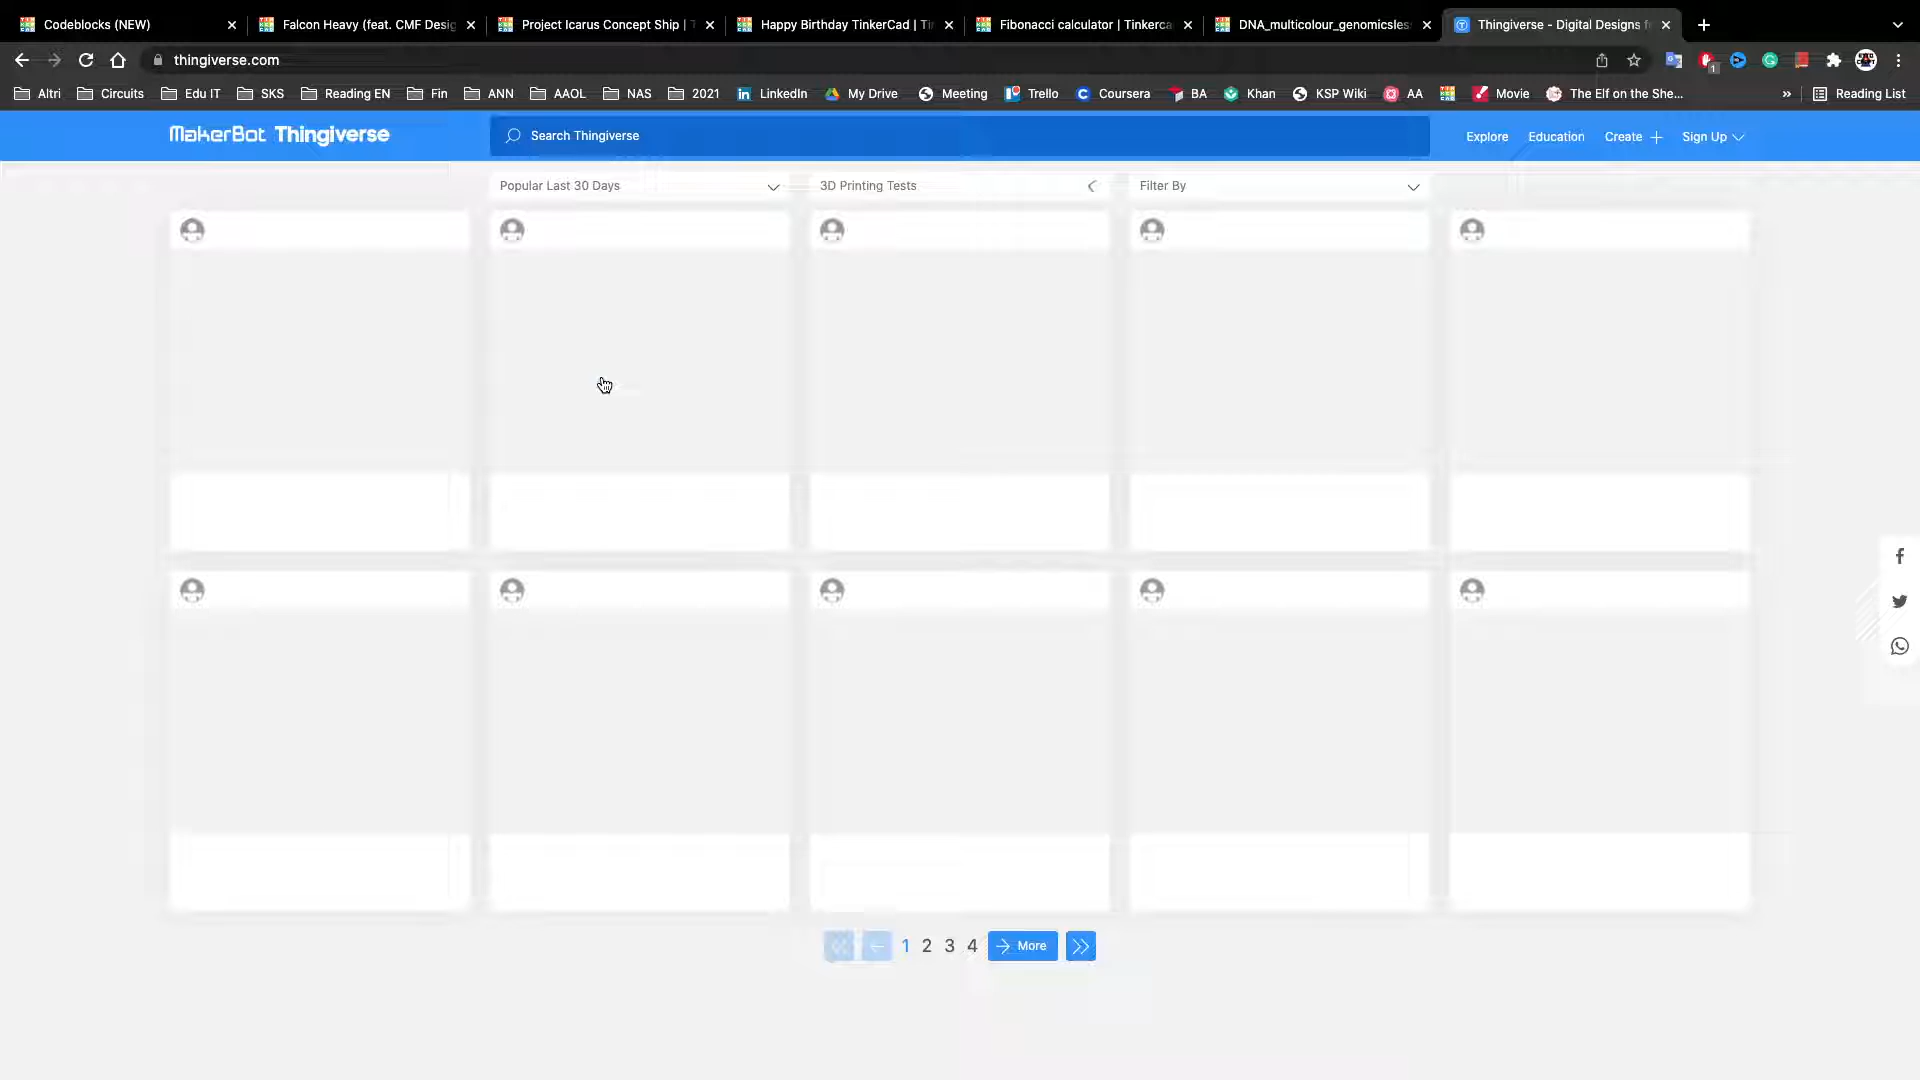 Codeblocks (NEW)
Falcon Heavy (feat. CMF Desig
Project Icarus Concept Ship | T
Happy Birthday TinkerCad | Ti
Fibonacci calculator | Tinkerca
DNA_multicolour_genomicsles
Thingiverse - Digital Designs f
thingiverse.com
1
Altri
Circuits
Edu IT
SKS
Reading EN
Fin
ANN
AAOL
NAS
2021
LinkedIn
My Drive
Meeting
Trello
Coursera
BA
Khan
KSP Wiki
AA
Movie
The Elf on the She...
»
Reading List
MakerBot Thingiverse
Search Thingiverse
Explore
Education
Create
Sign Up
Popular Last 30 Days
3D Printing Tests
Filter By
1 2 3 4 More